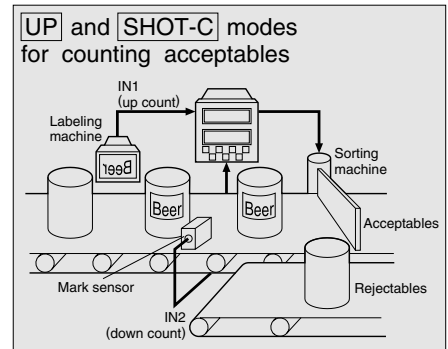 UP and SHOT-C modes
for counting acceptables
IN1
(up count)
Labeling
machine
Beer
Sorting
machine
Beer
Beer
Acceptables
Mark sensor
Rejectables
IN2
(down count)